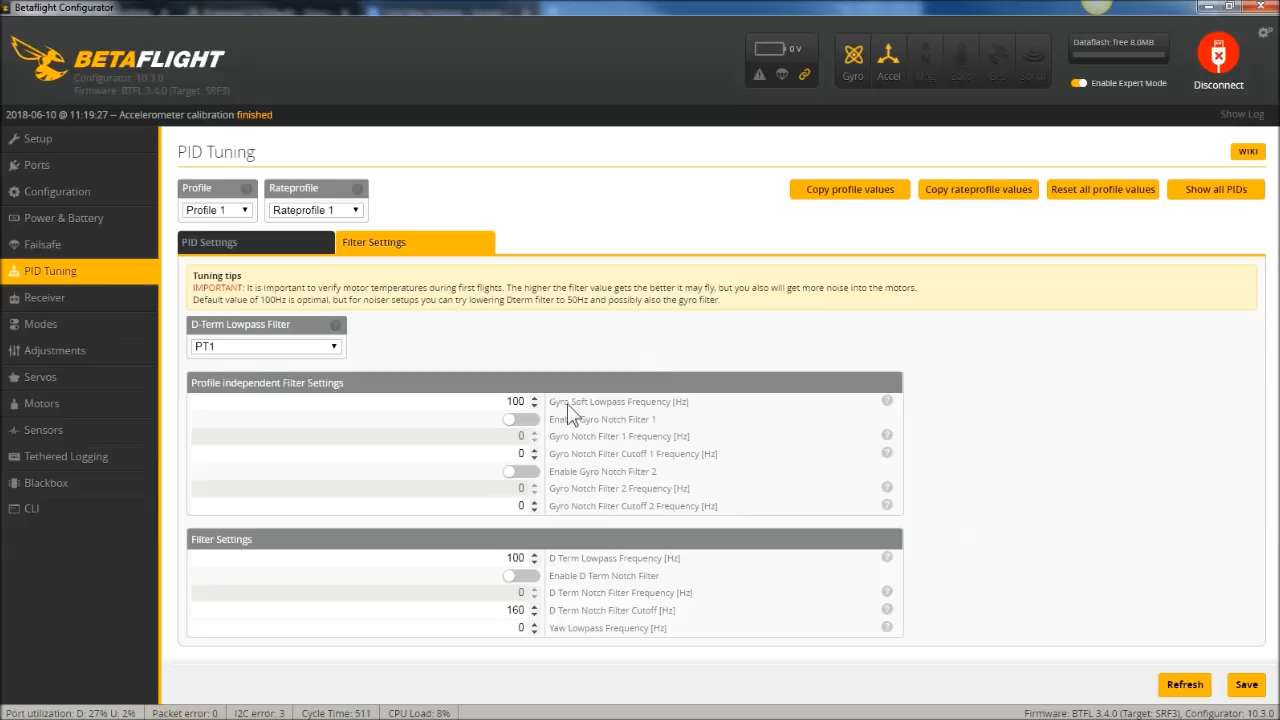 Betaflight Configurator
BETAFLIGHT
Configurator: 10.3.0
Firmware: BTFL 3.4.0 (Target: SRF3)
0 V
Gyro
Accel
Mag
Baro
GPS
Sonar
Dataflash: free 8.0MB
Enable Expert Mode
Disconnect
2018-06-10 @ 11:19:27 -- Accelerometer calibration finished
Show Log
Setup
Ports
Configuration
Power & Battery
Failsafe
PID Tuning
Receiver
Modes
Adjustments
Servos
Motors
Sensors
Tethered Logging
Blackbox
CLI
PID Tuning
WIKI
Profile
Rateprofile
Profile 1
Rateprofile 1
Copy profile values
Copy rateprofile values
Reset all profile values
Show all PIDs
PID Settings
Filter Settings
Tuning tips
IMPORTANT: It is important to verify motor temperatures during first flights. The higher the filter value gets the better it may fly, but you also will get more noise into the motors.
Default value of 100Hz is optimal, but for noiser setups you can try lowering Dterm filter to 50Hz and possibly also the gyro filter.
D-Term Lowpass Filter
PT1
Profile independent Filter Settings
100 Gyro Soft Lowpass Frequency [Hz]
Enable Gyro Notch Filter 1
0 Gyro Notch Filter 1 Frequency [Hz]
0 Gyro Notch Filter Cutoff 1 Frequency [Hz]
Enable Gyro Notch Filter 2
0 Gyro Notch Filter 2 Frequency [Hz]
0 Gyro Notch Filter Cutoff 2 Frequency [Hz]
Filter Settings
100 D Term Lowpass Frequency [Hz]
Enable D Term Notch Filter
0 D Term Notch Filter Frequency [Hz]
160 D Term Notch Filter Cutoff [Hz]
0 Yaw Lowpass Frequency [Hz]
Refresh
Save
Port utilization: D: 27% U: 2%
Packet error: 0
I2C error: 3
Cycle Time: 511
CPU Load: 8%
Firmware: BTFL 3.4.0 (Target: SRF3), Configurator: 10.3.0